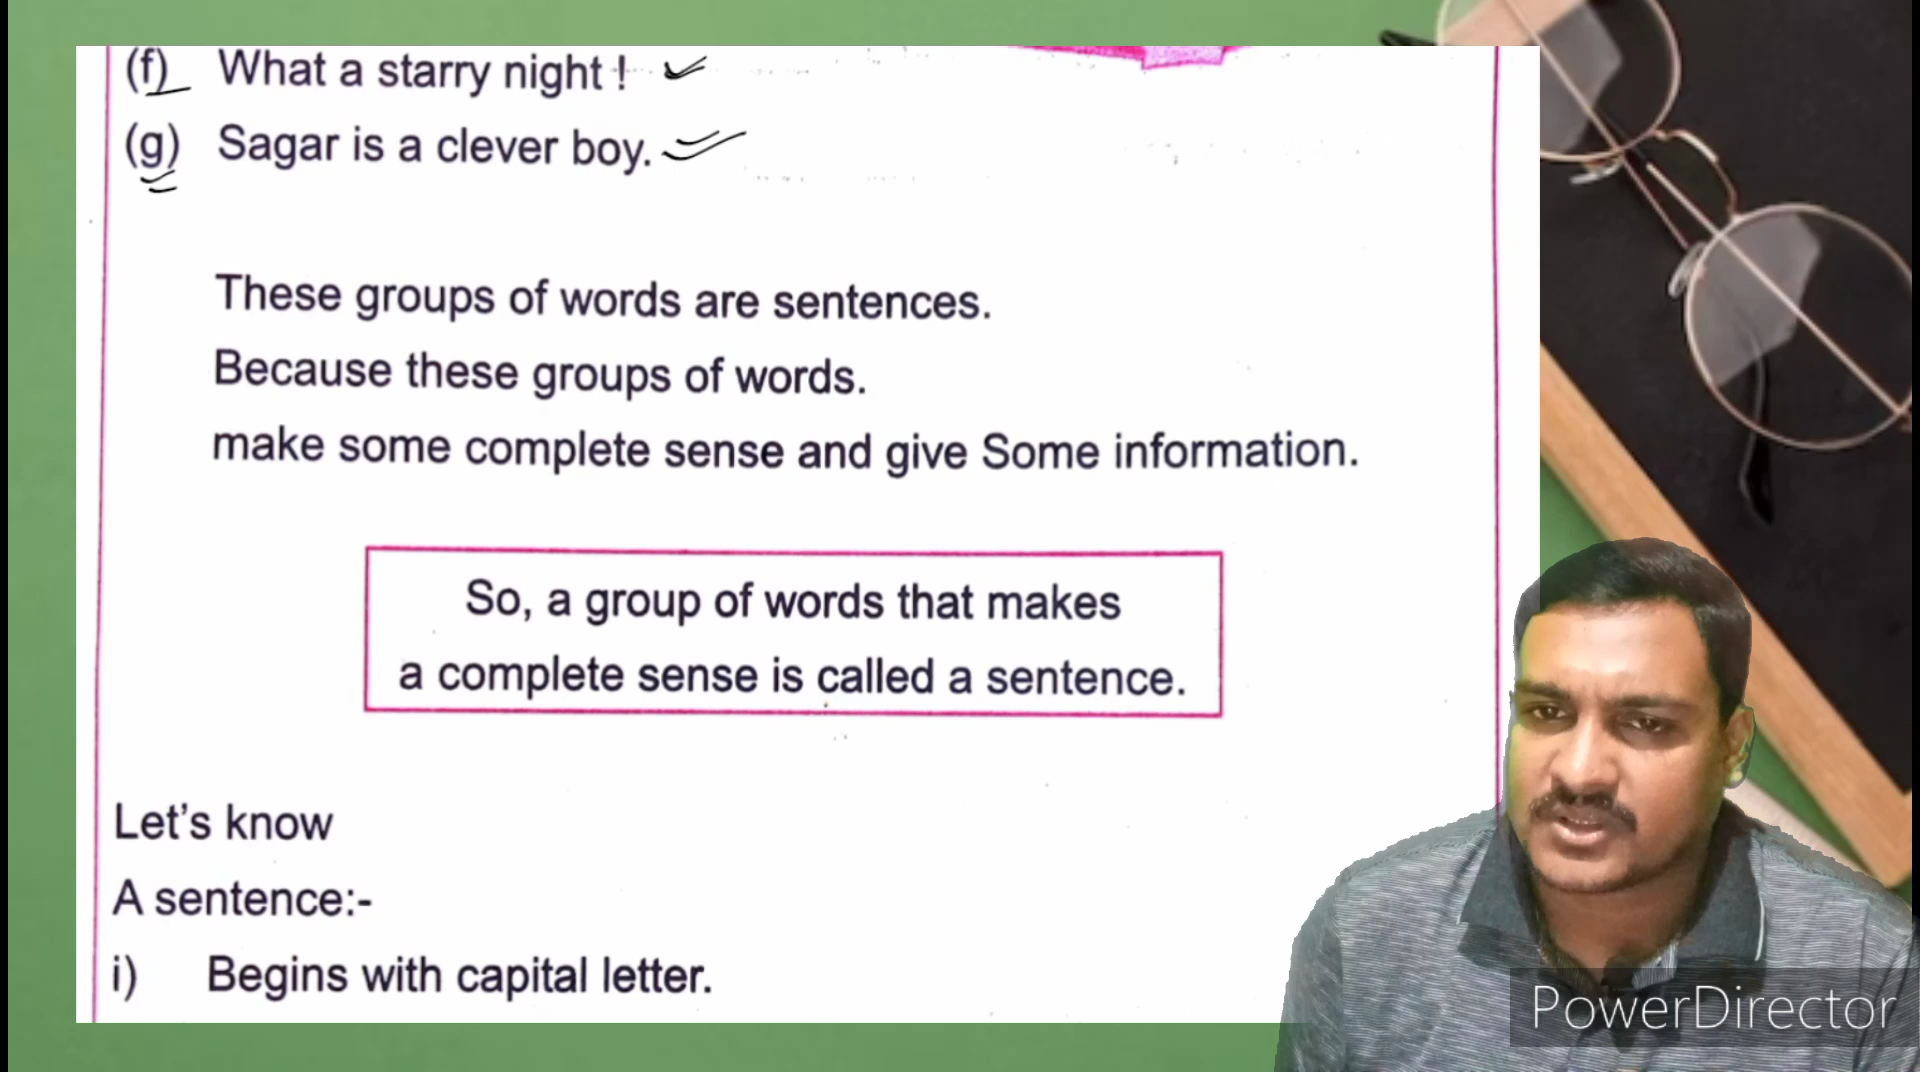 (f) What a starry night !
(g) Sagar is a clever boy.
These groups of words are sentences.
Because these groups of words.
make some complete sense and give Some information.
So, a group of words that makes
a complete sense is called a sentence.
Let's know
A sentence:-
i) Begins with capital letter.
PowerDirector